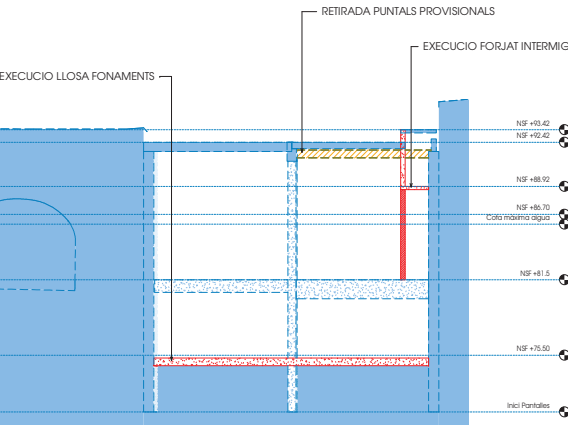 RETIRADA PUNTALS PROVISIONALS
EXECUCIO FORJAT INTERMIG
EXECUCIO LLOSA FONAMENTS
NSF +93.42
NSF +92.42
NSF +88.92
NSF +86.70
Cota màxima aigua
NSF +81.5
NSF +75.50
Inici Pantalles